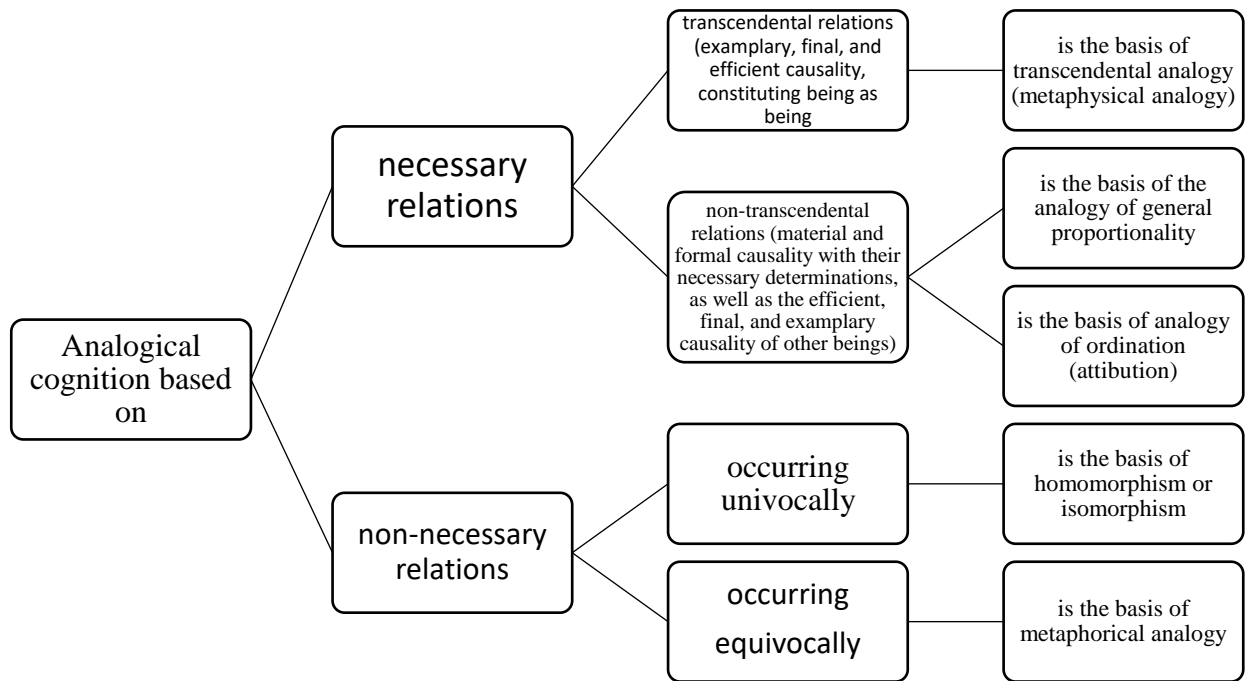 Analogical
cognition based
on
necessary
relations
transcendental relations
(examplary, final, and
efficient causality,
constituting being as
being
is the basis of
transcendental analogy
(metaphysical analogy)
non-transcendental
relations (material and
formal causality with their
necessary determinations,
as well as the efficient,
final, and examplary
causality of other beings)
is the basis of the
analogy of general
proportionality
is the basis of analogy
of ordination
(attibution)
non-necessary
relations
occurring
univocally
is the basis of
homomorphism or
isomorphism
occurring
equivocally
is the basis of
metaphorical analogy